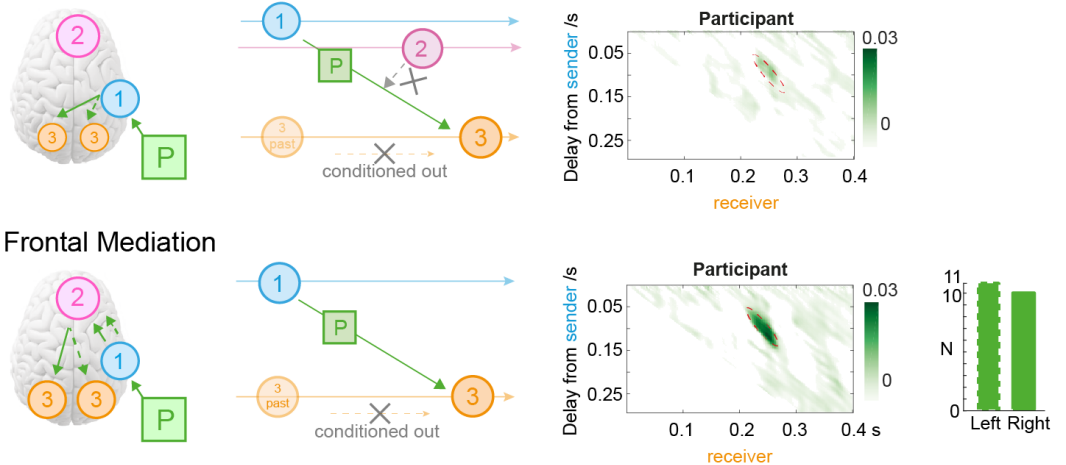 2
1
3
3
P
1
2
P
3
past
3
conditioned out
Participant
Delay from sender /s
0.05
0.15
0.25
0.1
0.2
0.3
0.4
receiver
0.03
0
Frontal Mediation
2
1
3
3
P
1
P
3
past
3
conditioned out
Participant
Delay from sender /s
0.05
0.15
0.25
0.1
0.2
0.3
0.4 s
receiver
0.03
0
11
10
N
0
Left Right